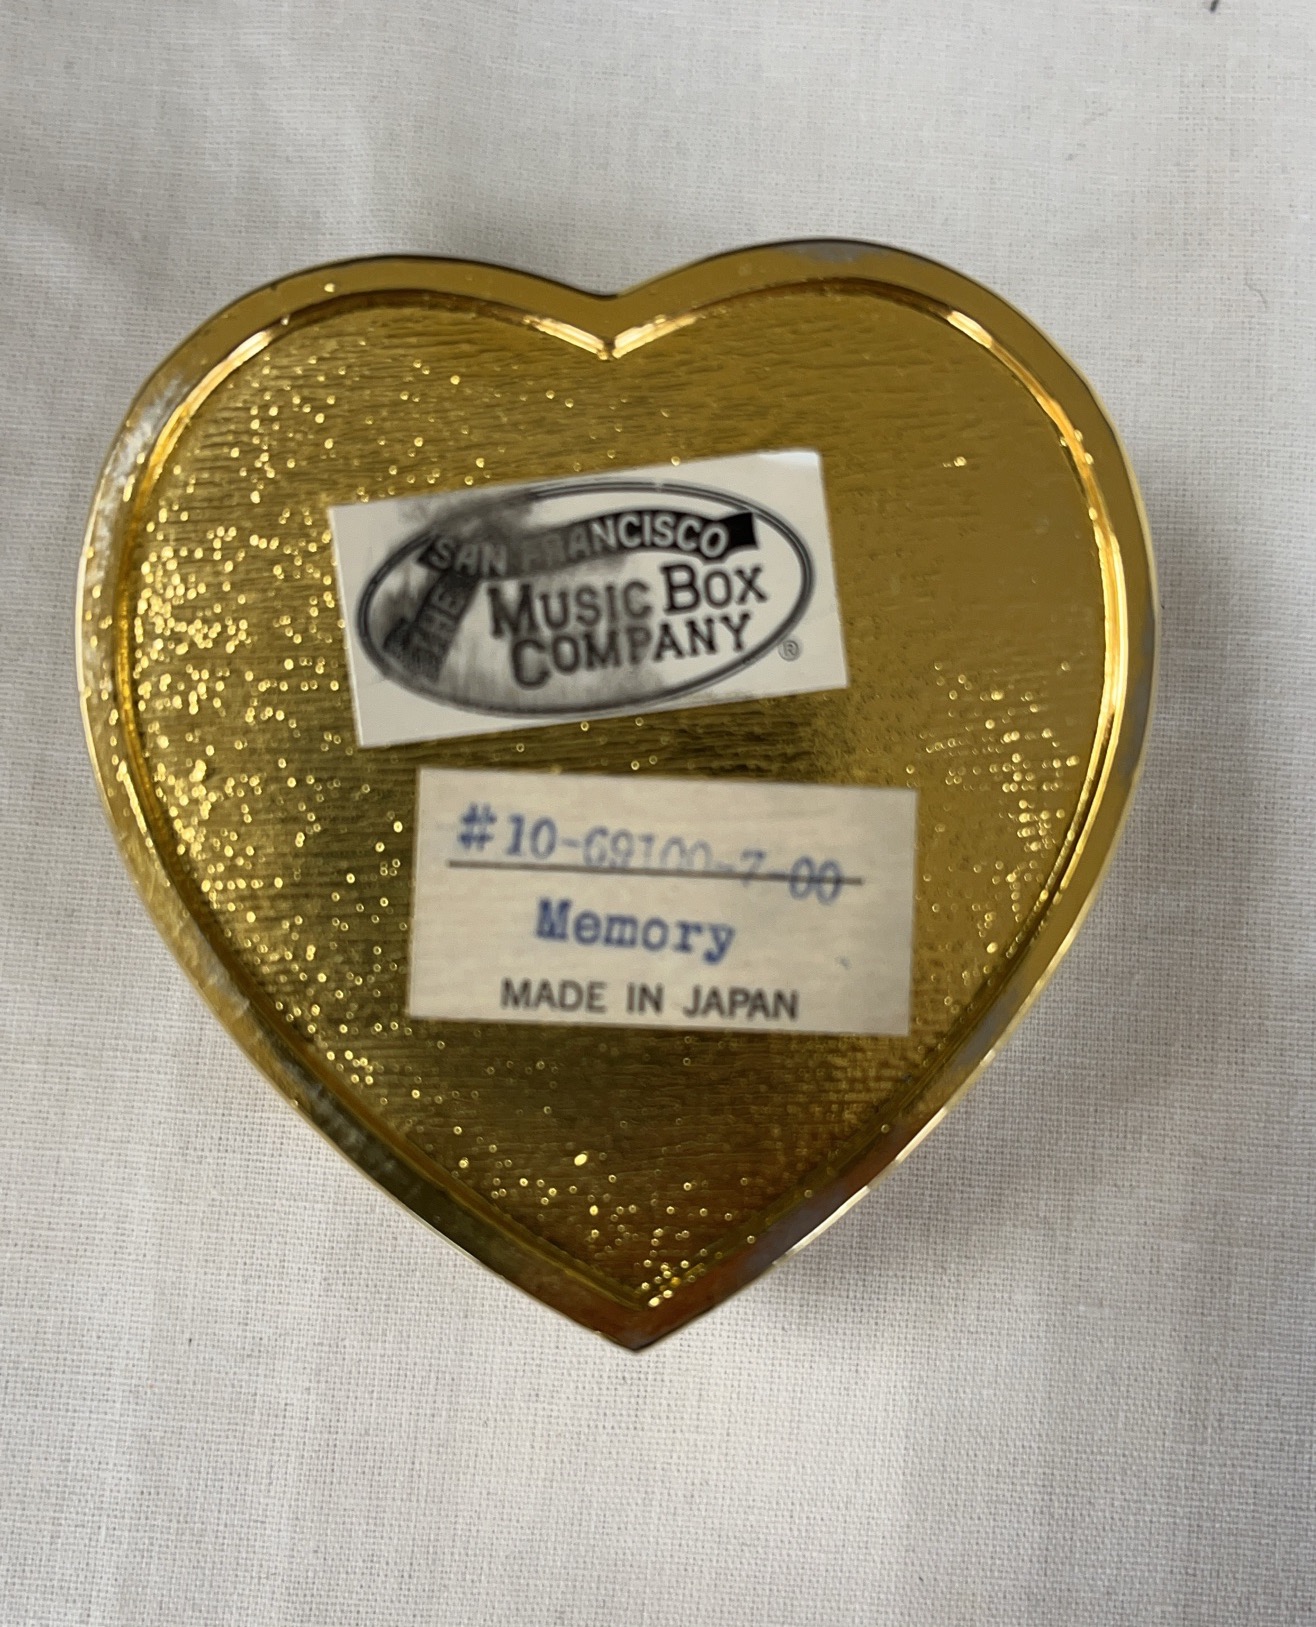 THE SAN FRANCISCO
MUSIC BOX
COMPANY ®
#10-69100-7-00
Memory
MADE IN JAPAN